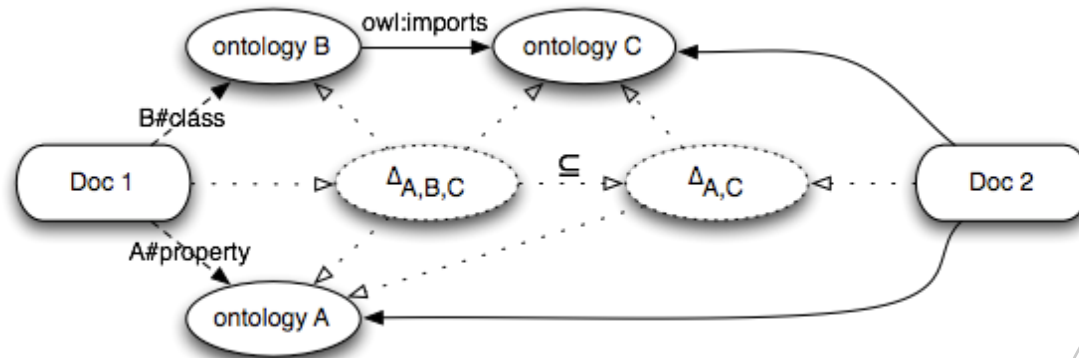 owl:imports
ontology B
ontology C
B#class
Doc 1
Δ_{A,B,C}
⊆
Δ_{A,C}
Doc 2
A#property
ontology A